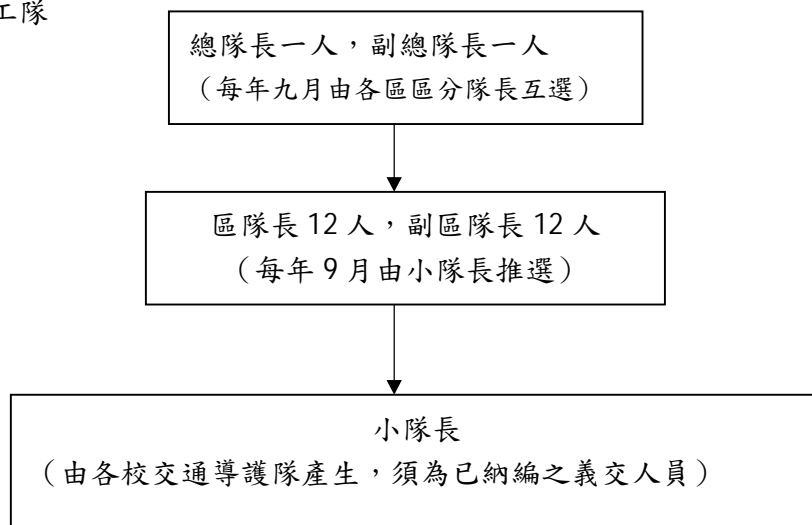 工隊
總隊長一人，副總隊長一人
（每年九月由各區區分隊長互選）
區隊長 12 人，副區隊長 12 人
（每年 9 月由小隊長推選）
小隊長
（由各校交通導護隊產生，須為已納編之義交人員）